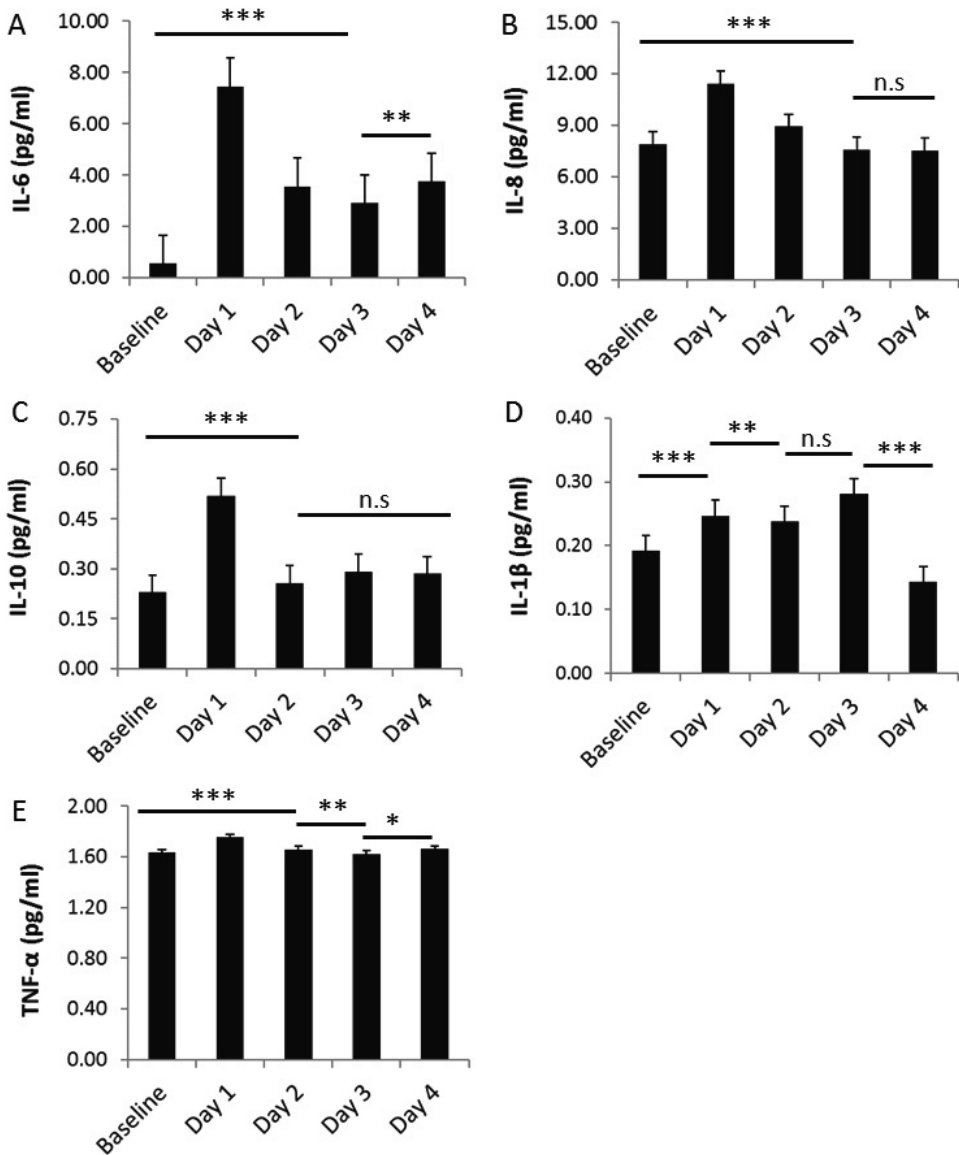 A
IL-6 (pg/ml)
10.00
8.00
6.00
4.00
2.00
0.00
***
**
Baseline
Day 1
Day 2
Day 3
Day 4
B
IL-8 (pg/ml)
15.00
12.00
9.00
6.00
3.00
0.00
***
n.s
Baseline
Day 1
Day 2
Day 3
Day 4
C
IL-10 (pg/ml)
0.75
0.60
0.45
0.30
0.15
0.00
***
n.s
Baseline
Day 1
Day 2
Day 3
Day 4
D
IL-1β (pg/ml)
0.40
0.30
0.20
0.10
0.00
***
**
n.s
***
Baseline
Day 1
Day 2
Day 3
Day 4
E
TNF-α (pg/ml)
2.00
1.60
1.20
0.80
0.40
0.00
***
**
*
Baseline
Day 1
Day 2
Day 3
Day 4